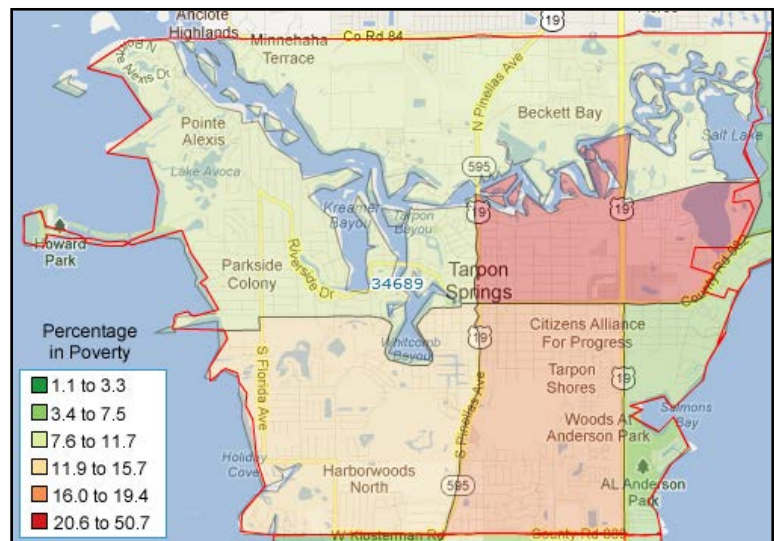 Anclote
Highlands
19
Minnehaha
Terrace
Co Rd 84
N Pinellas Ave
Pointe
Alexis
Beckett Bay
Salt Lake
Lake Avoca
595
Kreamer
Bayou
Tarpon
Bayou
19
19
Howard
Park
Riverside Dr
Parkside
Colony
34689
Tarpon
Springs
Percentage
in Poverty
1.1 to 3.3
3.4 to 7.5
7.6 to 11.7
11.9 to 15.7
16.0 to 19.4
20.6 to 50.7
Whitcomb
Bayou
19
Citizens Alliance
For Progress
Tarpon
Shores
19
S Florida Ave
S Pinellas Ave
Woods At
Anderson Park
Salmons
Bay
Holiday
Cove
Harborwoods
North
595
AL Anderson
Park
W Klosterman Rd